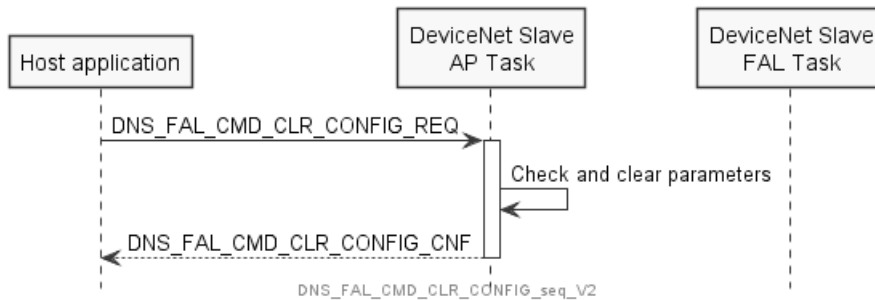 Host application
DeviceNet Slave
AP Task
DeviceNet Slave
FAL Task
DNS_FAL_CMD_CLR_CONFIG_REQ
Check and clear parameters
DNS_FAL_CMD_CLR_CONFIG_CNF
DNS_FAL_CMD_CLR_CONFIG_seq_V2